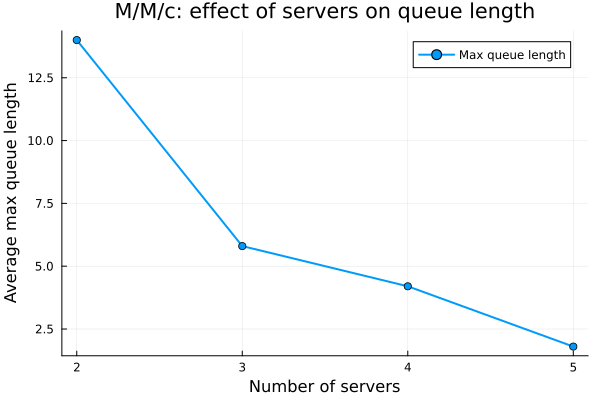 M/M/c: effect of servers on queue length
Max queue length
Average max queue length
12.5
10.0
7.5
5.0
2.5
2 3 4 5
Number of servers